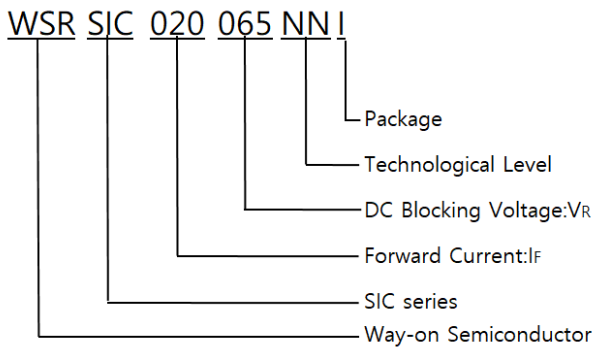 WSR SIC 020 065 NN I
Package
Technological Level
DC Blocking Voltage:VR
Forward Current:IF
SIC series
Way-on Semiconductor